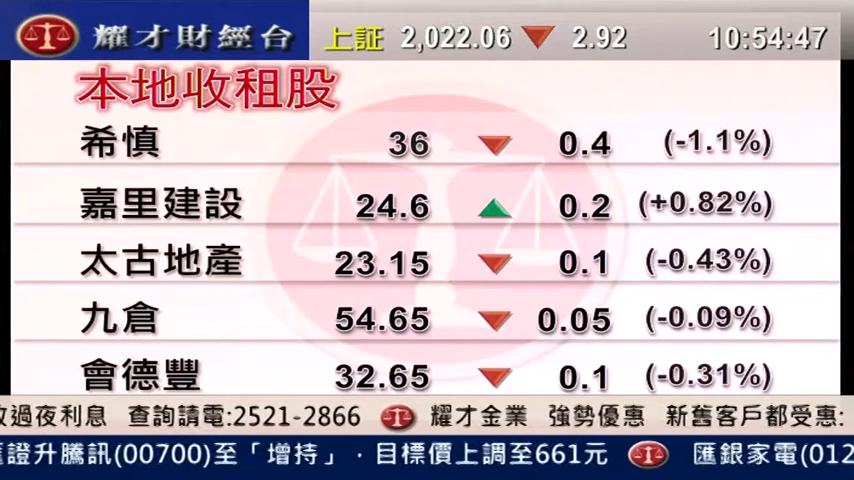 耀才財經台 上証 2,022.06 2.92 10:54:47
本地收租股
希慎 36 0.4 (-1.1%)
嘉里建設 24.6 0.2 (+0.82%)
太古地產 23.15 0.1 (-0.43%)
九倉 54.65 0.05 (-0.09%)
會德豐 32.65 0.1 (-0.31%)
過夜利息 查詢請電:2521-2866 耀才金業 強勢優惠 新舊客戶都受惠:
證升騰訊(00700)至「增持」，目標價上調至661元 匯銀家電(012